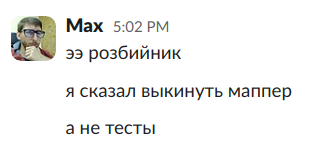 Max 5:02 PM
ээ розбийник
я сказал выкинуть маппер
а не тесты